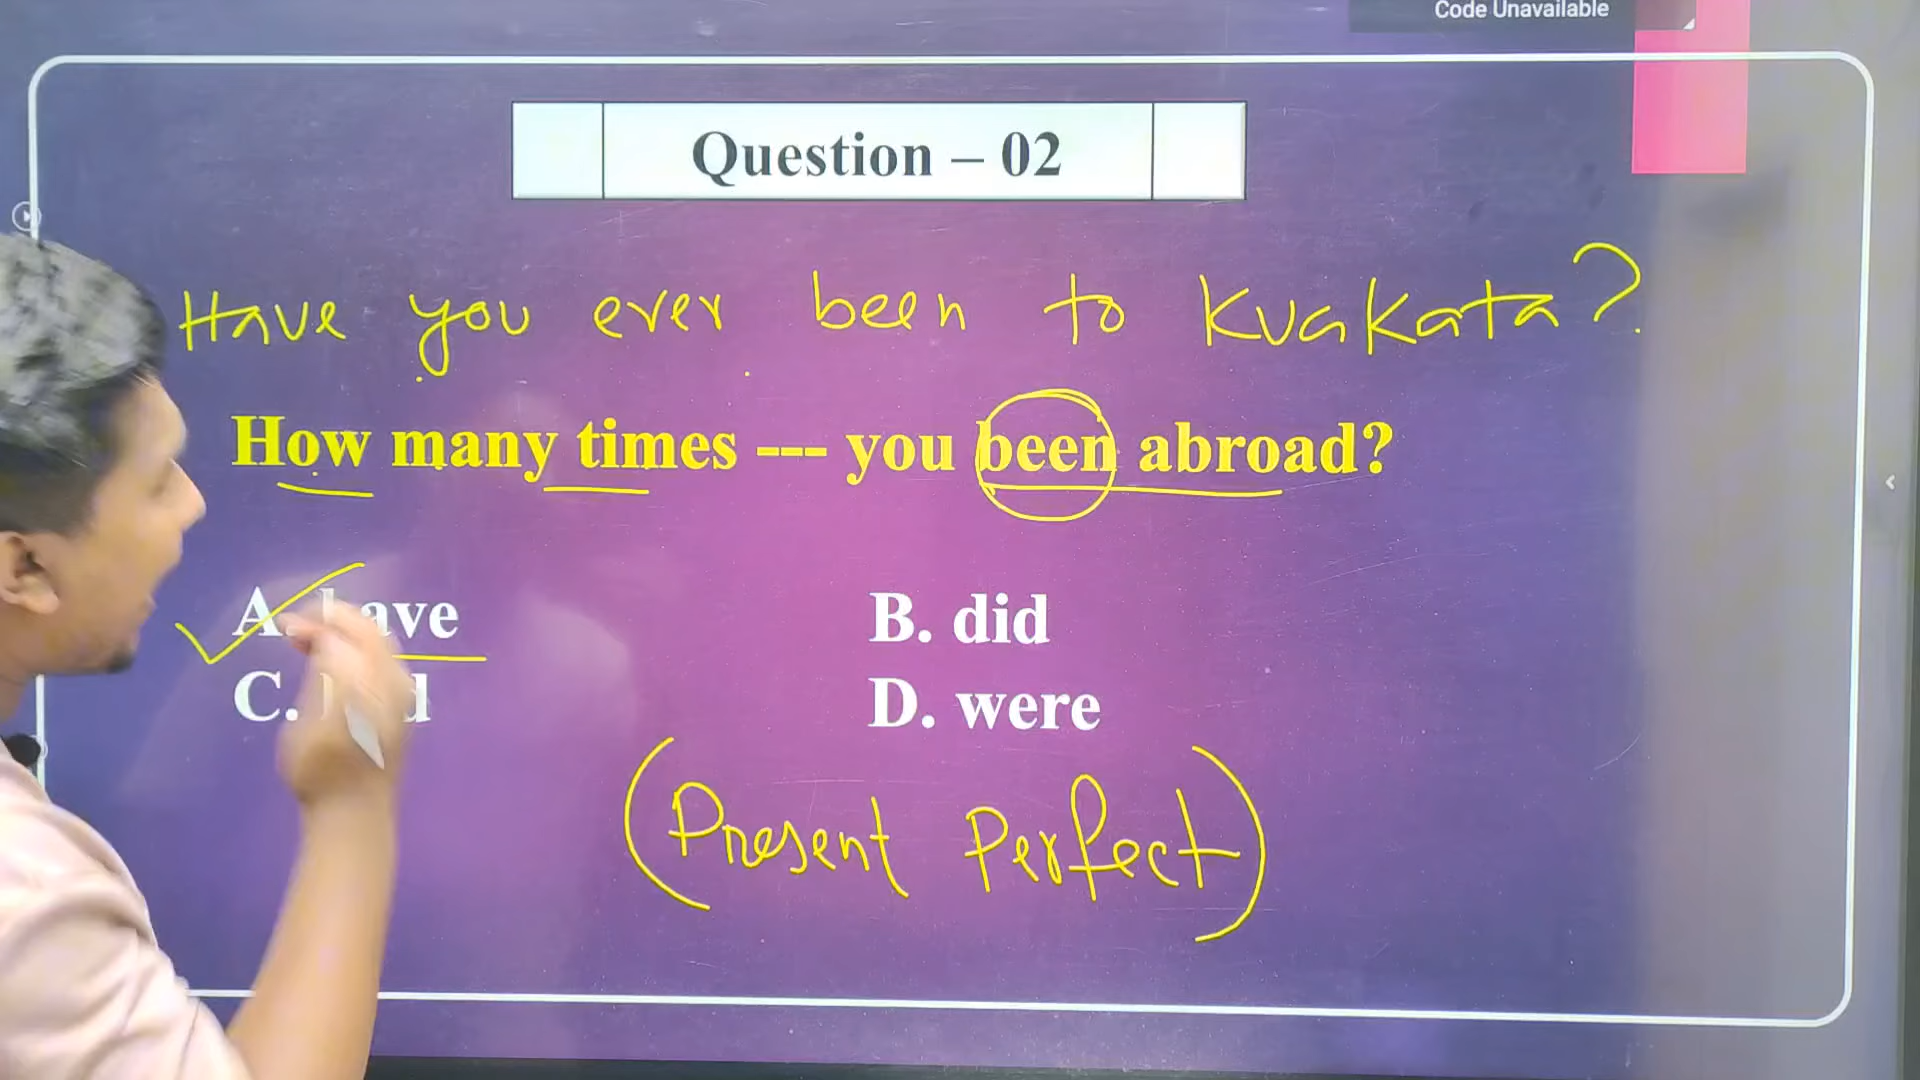 Code Unavailable
Question – 02
Have you ever been to Kuakata?
How many times --- you been abroad?
A. have
B. did
C.
D. were
(Present Perfect)